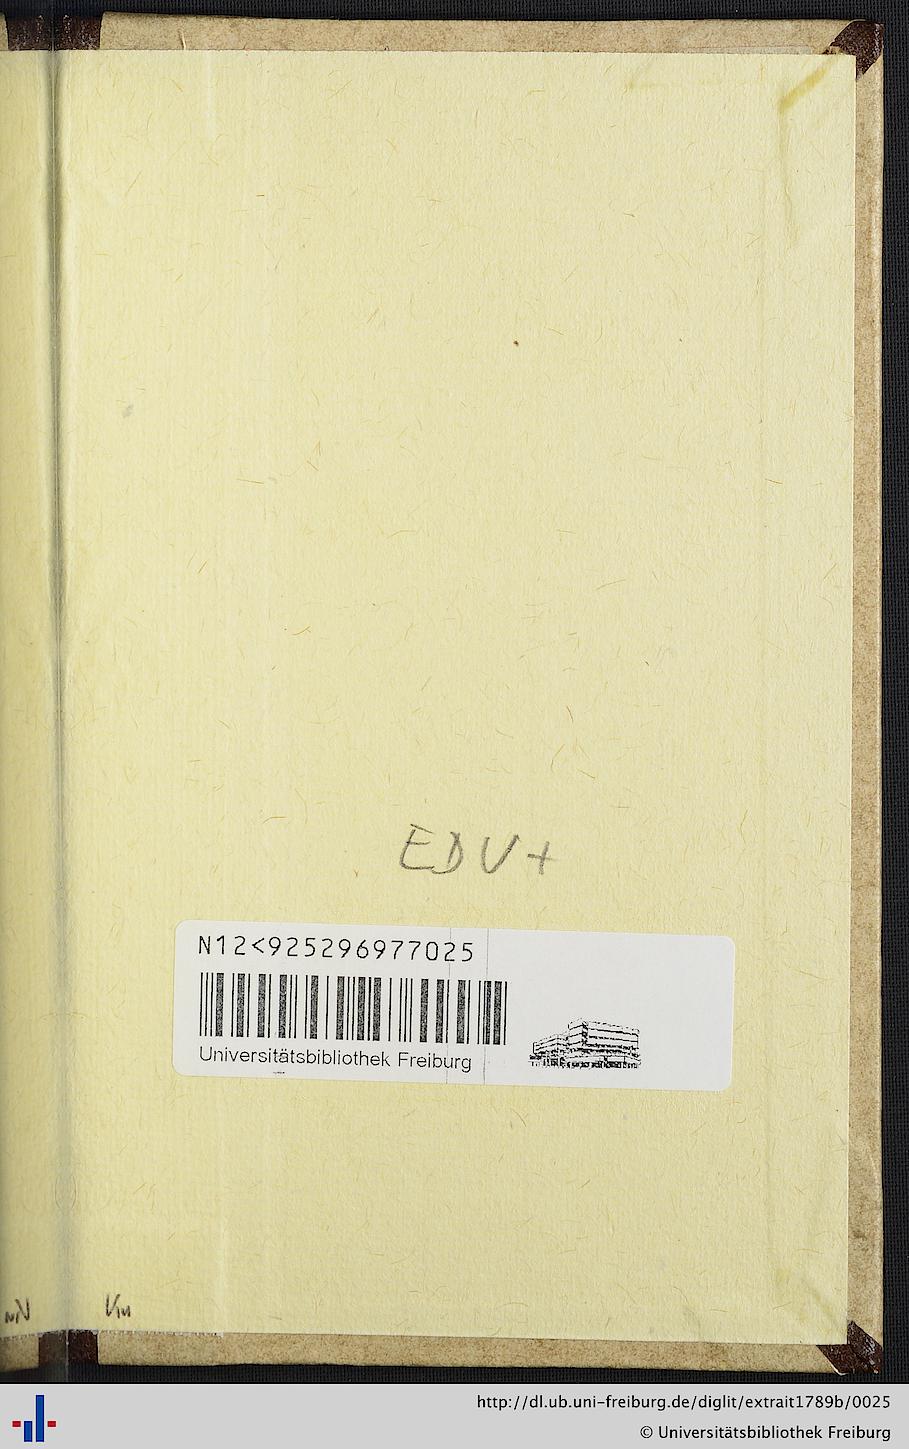 EDV+
N12<925296977025
Universitätsbibliothek Freiburg
http://dl.ub.uni-freiburg.de/diglit/extrait1789b/0025
© Universitätsbibliothek Freiburg